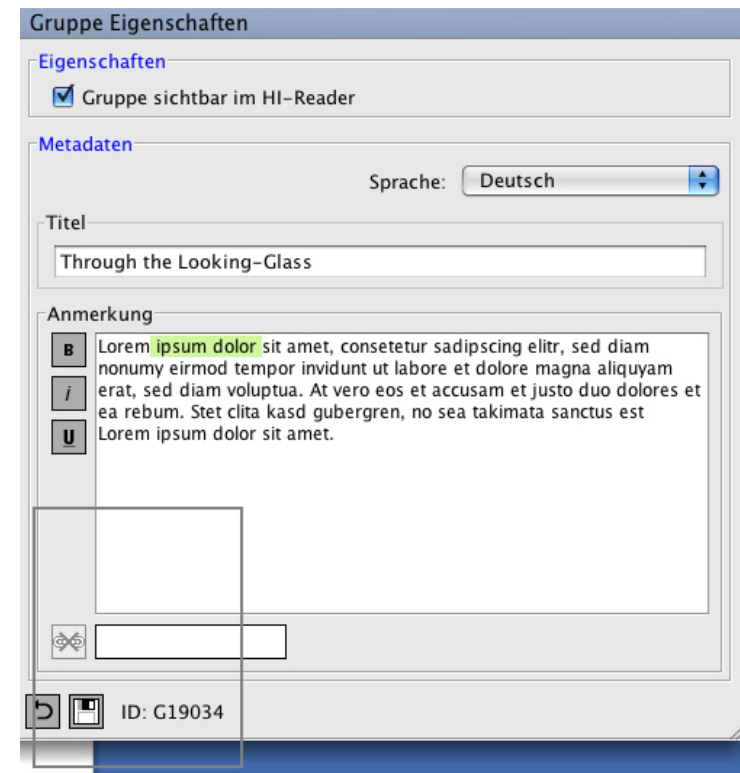 Gruppe Eigenschaften
Eigenschaften
Gruppe sichtbar im HI-Reader
Metadaten
Sprache: Deutsch
Titel
Through the Looking-Glass
Anmerkung
B
i
U
Lorem ipsum dolor sit amet, consetetur sadipscing elitr, sed diam
nonumy eirmod tempor invidunt ut labore et dolore magna aliquyam
erat, sed diam voluptua. At vero eos et accusam et justo duo dolores et
ea rebum. Stet clita kasd gubergren, no sea takimata sanctus est
Lorem ipsum dolor sit amet.
ID: G19034